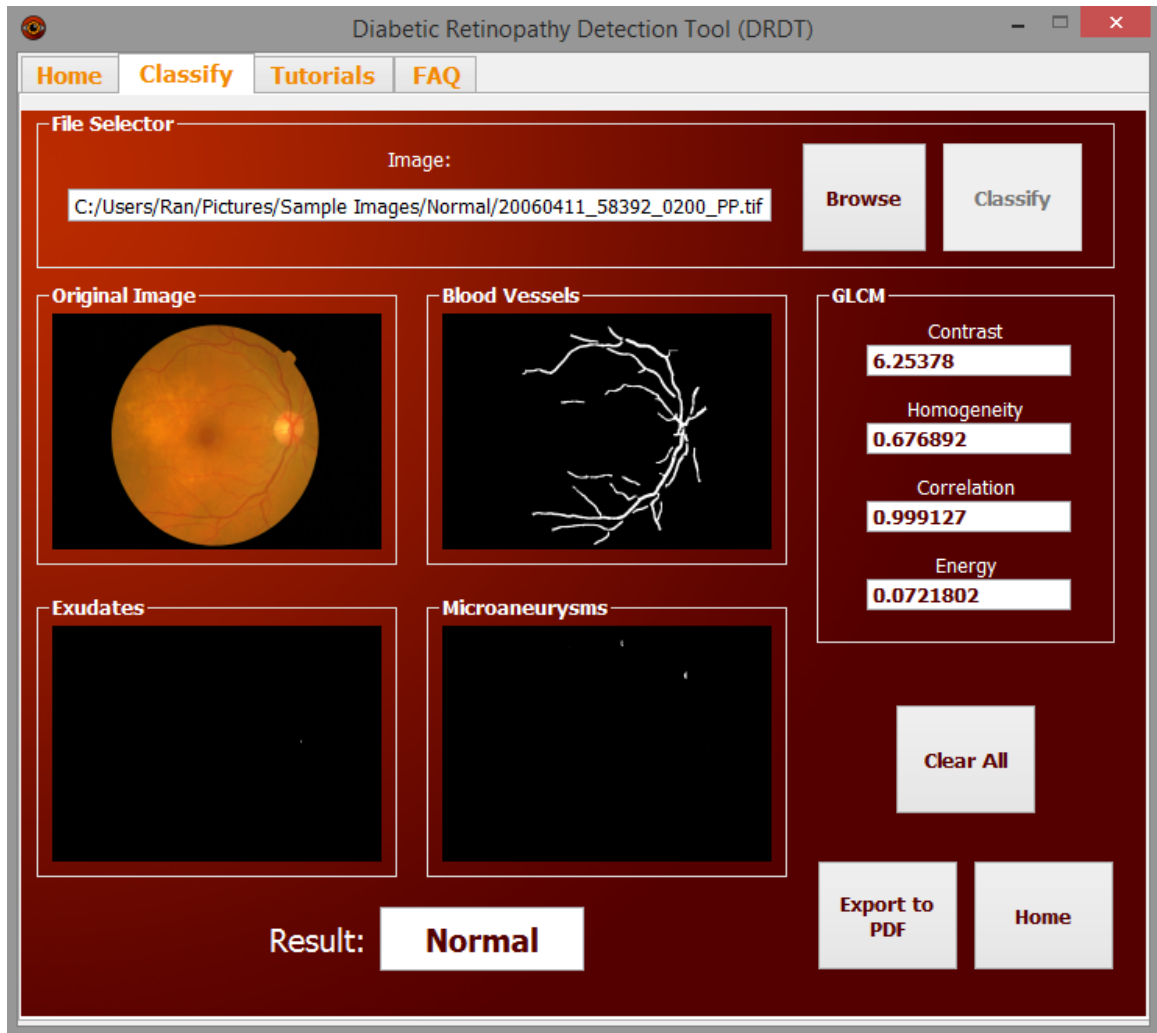 Diabetic Retinopathy Detection Tool (DRDT)
Home Classify Tutorials FAQ
File Selector
Image:
C:/Users/Ran/Pictures/Sample Images/Normal/20060411_58392_0200_PP.tif
Browse
Classify
Original Image
Blood Vessels
GLCM
Contrast
6.25378
Homogeneity
0.676892
Correlation
0.999127
Energy
0.0721802
Exudates
Microaneurysms
Clear All
Export to
PDF
Home
Result: Normal